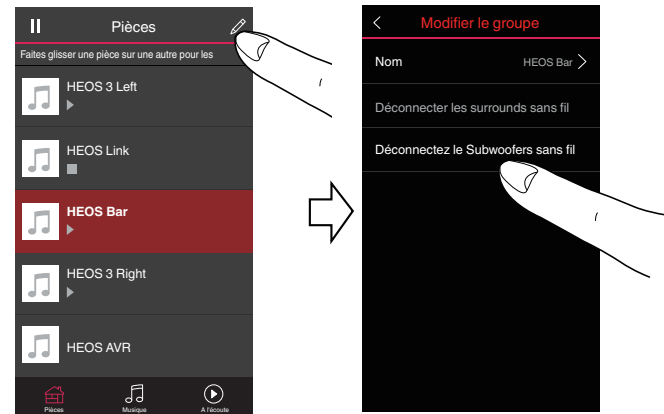 Pièces
Faites glisser une pièce sur une autre pour les
HEOS 3 Left
HEOS Link
HEOS Bar
HEOS 3 Right
HEOS AVR
Pièces
Musique
A l'écoute
Modifier le groupe
Nom
HEOS Bar
Déconnecter les surrounds sans fil
Déconnectez le Subwoofers sans fil